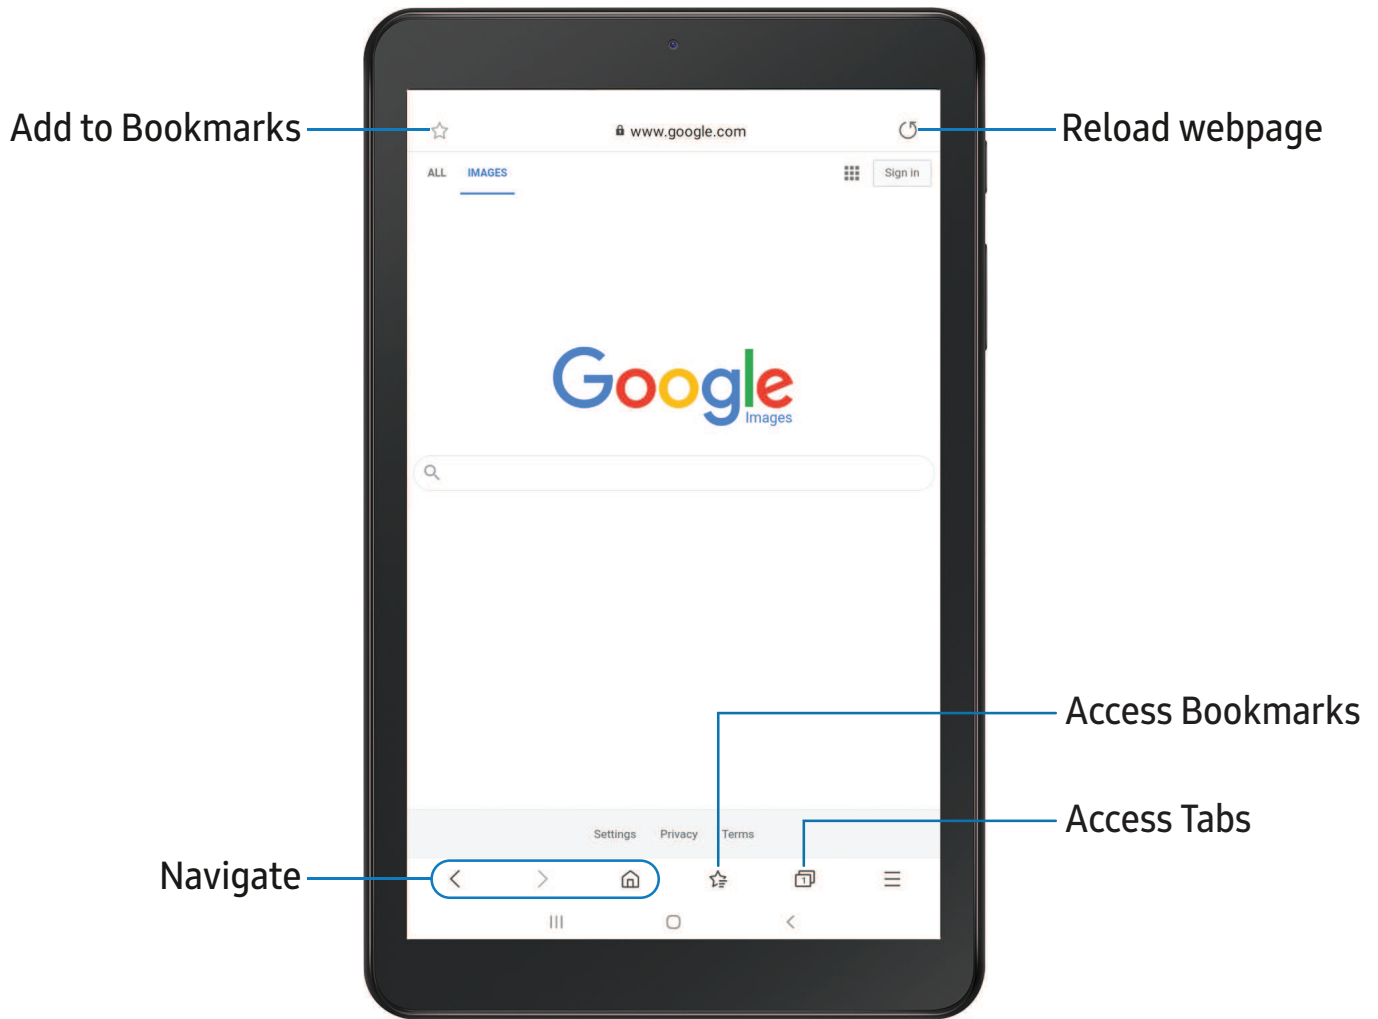 Add to Bookmarks
www.google.com
Reload webpage
ALL IMAGES
Sign in
Google
Images
Access Bookmarks
Access Tabs
Settings Privacy Terms
Navigate
1